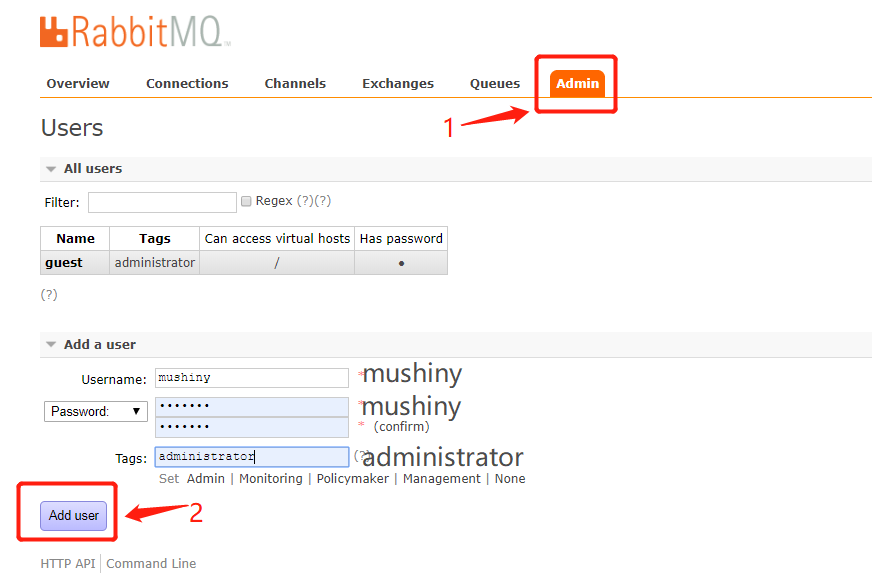 RabbitMQ™
Overview Connections Channels Exchanges Queues Admin
1
Users
All users
Filter: Regex (?)(?)
Name Tags Can access virtual hosts Has password
guest administrator / •
(?)
Add a user
Username: mushiny * mushiny
Password: ••••••• * mushiny
••••••• * (confirm)
Tags: administrator (?) administrator
Set Admin | Monitoring | Policymaker | Management | None
Add user 2
HTTP API Command Line